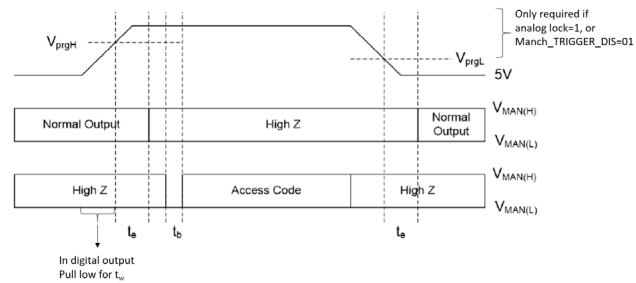 Only required if
analog lock=1, or
Manch_TRIGGER_DIS=01
VprgH
VprgL
5V
Normal Output
High Z
Normal
Output
VMAN(H)
VMAN(L)
High Z
Access Code
High Z
VMAN(H)
VMAN(L)
te
tb
te
In digital output
Pull low for tw